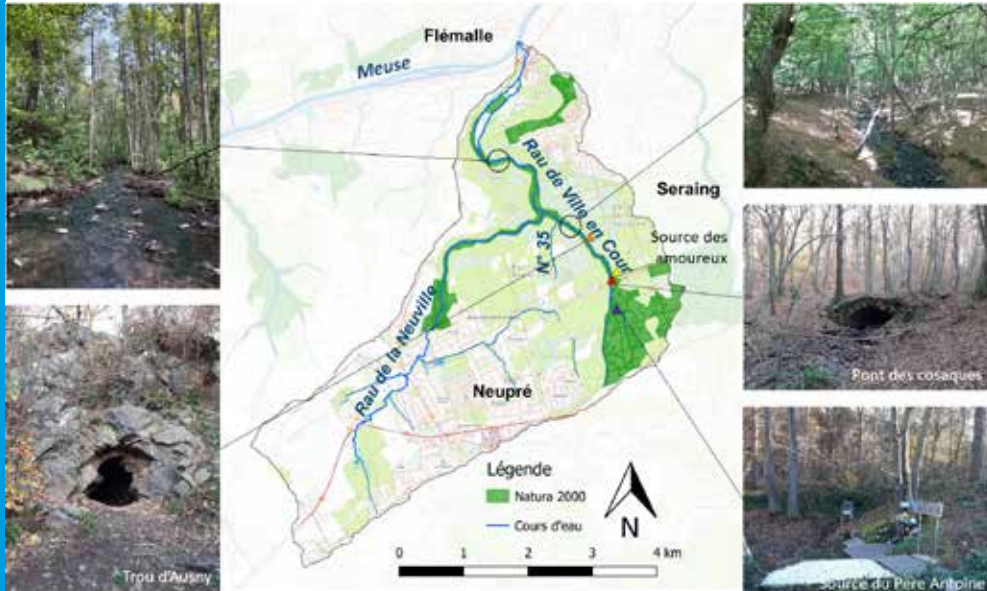 Flémalle
Meuse
Rau de Ville en Cour
Seraing
Source des
amoureux
N° 35
Rau de la Neuville
Neupré
Légende
Natura 2000
Cours d'eau
N
0 1 2 3 4 km
Trou d'Ausny
Pont des cosaques
Source du Père Antoine